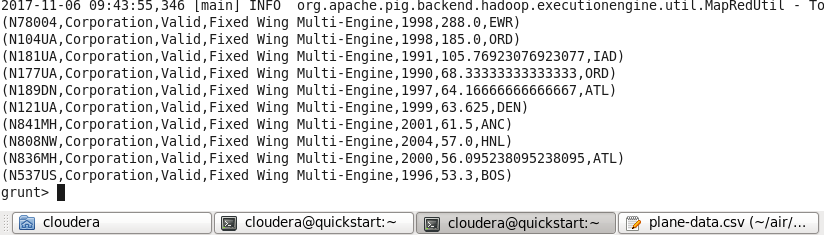 2017-11-06 09:43:55,346 [main] INFO  org.apache.pig.backend.hadoop.executionengine.util.MapRedUtil - To
(N78004,Corporation,Valid,Fixed Wing Multi-Engine,1998,288.0,EWR)
(N104UA,Corporation,Valid,Fixed Wing Multi-Engine,1998,185.0,ORD)
(N181UA,Corporation,Valid,Fixed Wing Multi-Engine,1991,105.76923076923077,IAD)
(N177UA,Corporation,Valid,Fixed Wing Multi-Engine,1990,68.33333333333333,ORD)
(N189DN,Corporation,Valid,Fixed Wing Multi-Engine,1997,64.16666666666667,ATL)
(N121UA,Corporation,Valid,Fixed Wing Multi-Engine,1999,63.625,DEN)
(N841MH,Corporation,Valid,Fixed Wing Multi-Engine,2001,61.5,ANC)
(N808NW,Corporation,Valid,Fixed Wing Multi-Engine,2004,57.0,HNL)
(N836MH,Corporation,Valid,Fixed Wing Multi-Engine,2000,56.095238095238095,ATL)
(N537US,Corporation,Valid,Fixed Wing Multi-Engine,1996,53.3,BOS)
grunt>
cloudera cloudera@quickstart:~ cloudera@quickstart:~ plane-data.csv (~/air/...